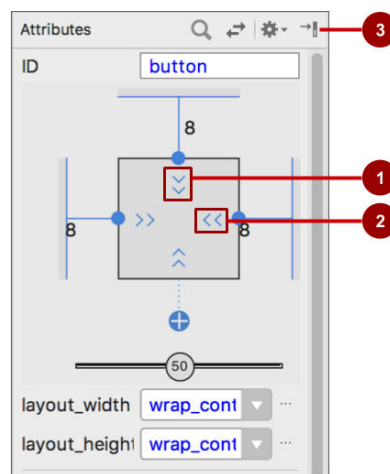 Attributes
3
ID button
8
1
8 >> << 8
2
50
layout_width wrap_cont
layout_height wrap_cont